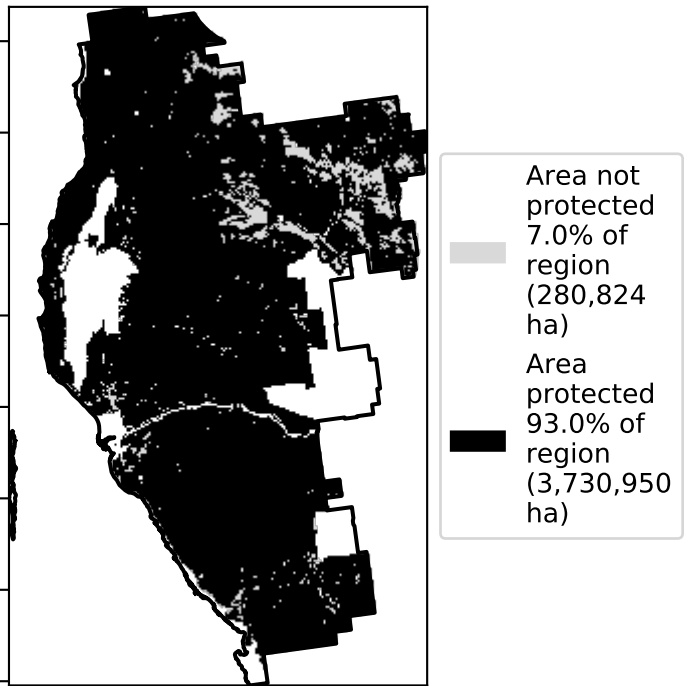 Area not
protected
7.0% of
region
(280,824
ha)
Area
protected
93.0% of
region
(3,730,950
ha)